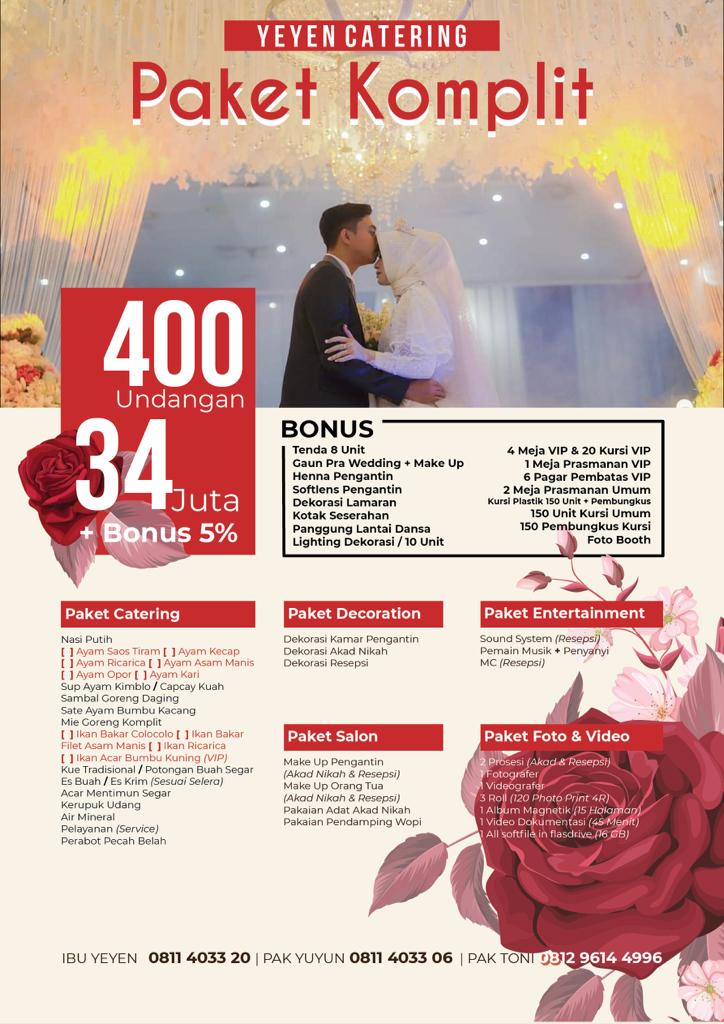 YEYEN CATERING
Paket Komplit
400
Undangan
34
Juta
+ Bonus 5%
BONUS
Tenda 8 Unit
Gaun Pra Wedding + Make Up
Henna Pengantin
Softlens Pengantin
Dekorasi Lamaran
Kotak Seserahan
Panggung Lantai Dansa
Lighting Dekorasi / 10 Unit
4 Meja VIP & 20 Kursi VIP
1 Meja Prasmanan VIP
6 Pagar Pembatas VIP
2 Meja Prasmanan Umum
Kursi Plastik 150 Unit + Pembungkus
150 Unit Kursi Umum
150 Pembungkus Kursi
Foto Booth
Paket Catering
Nasi Putih
[ ] Ayam Saos Tiram [ ] Ayam Kecap
[ ] Ayam Ricarica [ ] Ayam Asam Manis
[ ] Ayam Opor [ ] Ayam Kari
Sup Ayam Kimblo / Capcay Kuah
Sambal Goreng Daging
Sate Ayam Bumbu Kacang
Mie Goreng Komplit
[ ] Ikan Bakar Colocolo [ ] Ikan Bakar
Filet Asam Manis [ ] Ikan Ricarica
[ ] Ikan Acar Bumbu Kuning (VIP)
Kue Tradisional / Potongan Buah Segar
Es Buah / Es Krim (Sesuai Selera)
Acar Mentimun Segar
Kerupuk Udang
Air Mineral
Pelayanan (Service)
Perabot Pecah Belah
Paket Decoration
Dekorasi Kamar Pengantin
Dekorasi Akad Nikah
Dekorasi Resepsi
Paket Entertainment
Sound System (Resepsi)
Pemain Musik + Penyanyi
MC (Resepsi)
Paket Salon
Make Up Pengantin
(Akad Nikah & Resepsi)
Make Up Orang Tua
(Akad Nikah & Resepsi)
Pakaian Adat Akad Nikah
Pakaian Pendamping Wopi
Paket Foto & Video
2 Prosesi (Akad & Resepsi)
1 Fotografer
1 Videografer
3 Roll (120 Photo Print 4R)
1 Album Magnetik (15 Halaman)
1 Video Dokumentasi (45 Menit)
1 All softfile in flasdrive (16 GB)
IBU YEYEN 0811 4033 20 | PAK YUYUN 0811 4033 06 | PAK TONI 0812 9614 4996